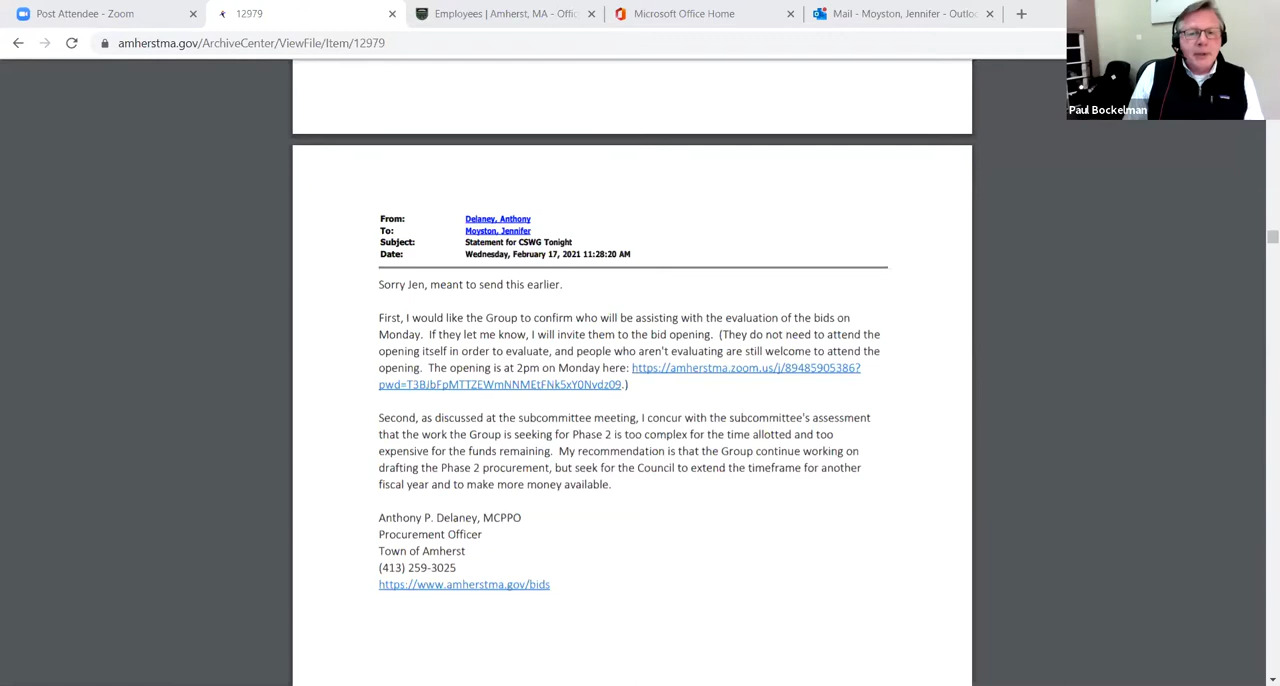 Post Attendee - Zoom
12979
Employees | Amherst, MA - Offic
Microsoft Office Home
Mail - Moyston, Jennifer - Outloo
amherstma.gov/ArchiveCenter/ViewFile/Item/12979
Paul Bockelman
From: Delaney, Anthony
To: Moyston, Jennifer
Subject: Statement for CSWG Tonight
Date: Wednesday, February 17, 2021 11:28:20 AM
Sorry Jen, meant to send this earlier.
First, I would like the Group to confirm who will be assisting with the evaluation of the bids on
Monday. If they let me know, I will invite them to the bid opening. (They do not need to attend the
opening itself in order to evaluate, and people who aren't evaluating are still welcome to attend the
opening. The opening is at 2pm on Monday here: https://amherstma.zoom.us/j/89485905386?
pwd=T3BJbFpMTTZEWmNNMEtFNk5xY0Nvdz09.)
Second, as discussed at the subcommittee meeting, I concur with the subcommittee's assessment
that the work the Group is seeking for Phase 2 is too complex for the time allotted and too
expensive for the funds remaining. My recommendation is that the Group continue working on
drafting the Phase 2 procurement, but seek for the Council to extend the timeframe for another
fiscal year and to make more money available.
Anthony P. Delaney, MCPPO
Procurement Officer
Town of Amherst
(413) 259-3025
https://www.amherstma.gov/bids